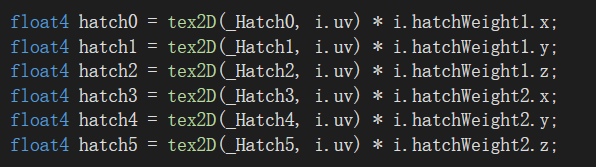 float4 hatch0 = tex2D(_Hatch0, i.uv) * i.hatchWeight1.x;
float4 hatch1 = tex2D(_Hatch1, i.uv) * i.hatchWeight1.y;
float4 hatch2 = tex2D(_Hatch2, i.uv) * i.hatchWeight1.z;
float4 hatch3 = tex2D(_Hatch3, i.uv) * i.hatchWeight2.x;
float4 hatch4 = tex2D(_Hatch4, i.uv) * i.hatchWeight2.y;
float4 hatch5 = tex2D(_Hatch5, i.uv) * i.hatchWeight2.z;